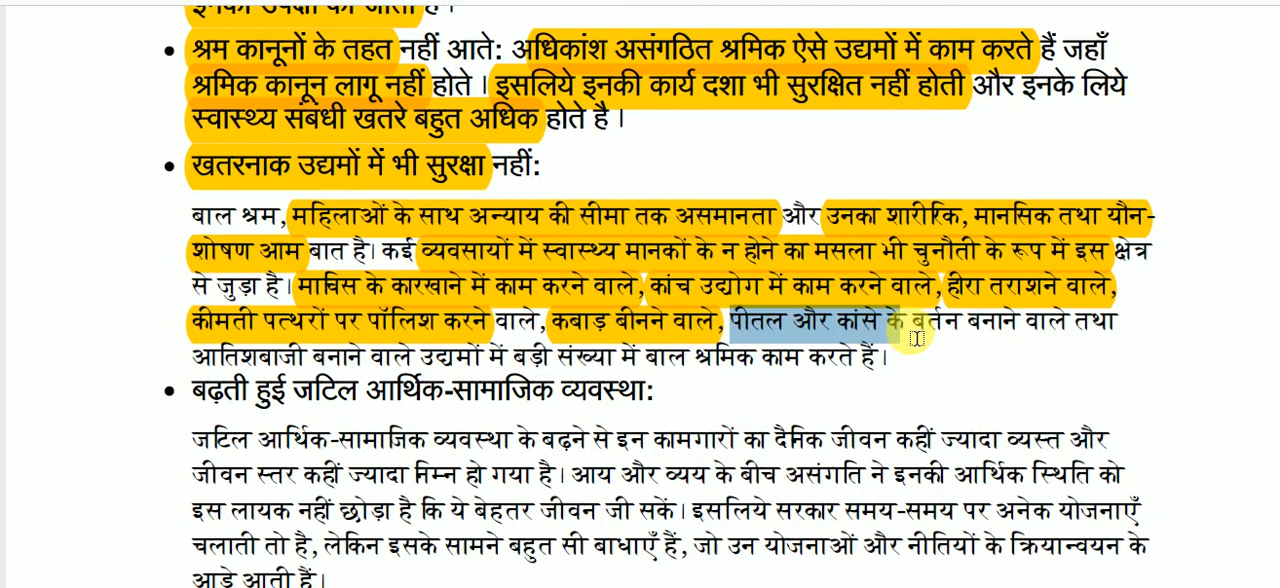 इनकी उपेक्षा की जाती है।
श्रम कानूनों के तहत नहीं आते: अधिकांश असंगठित श्रमिक ऐसे उद्यमों में काम करते हैं जहाँ
श्रमिक कानून लागू नहीं होते। इसलिये इनकी कार्य दशा भी सुरक्षित नहीं होती और इनके लिये
स्वास्थ्य संबंधी खतरे बहुत अधिक होते है।
खतरनाक उद्यमों में भी सुरक्षा नहीं:
बाल श्रम, महिलाओं के साथ अन्याय की सीमा तक असमानता और उनका शारीरिक, मानसिक तथा यौन-
शोषण आम बात है। कई व्यवसायों में स्वास्थ्य मानकों के न होने का मसला भी चुनौती के रूप में इस क्षेत्र
से जुड़ा है। माचिस के कारखाने में काम करने वाले, कांच उद्योग में काम करने वाले, हीरा तराशने वाले,
कीमती पत्थरों पर पॉलिश करने वाले, कबाड़ बीनने वाले, पीतल और कांसे के बर्तन बनाने वाले तथा
आतिशबाजी बनाने वाले उद्यमों में बड़ी संख्या में बाल श्रमिक काम करते हैं।
बढ़ती हुई जटिल आर्थिक-सामाजिक व्यवस्था:
जटिल आर्थिक-सामाजिक व्यवस्था के बढ़ने से इन कामगारों का दैनिक जीवन कहीं ज्यादा व्यस्त और
जीवन स्तर कहीं ज्यादा निम्न हो गया है। आय और व्यय के बीच असंगति ने इनकी आर्थिक स्थिति को
इस लायक नहीं छोड़ा है कि ये बेहतर जीवन जी सकें। इसलिये सरकार समय-समय पर अनेक योजनाएँ
चलाती तो है, लेकिन इसके सामने बहुत सी बाधाएँ हैं, जो उन योजनाओं और नीतियों के क्रियान्वयन के
आड़े आती हैं।